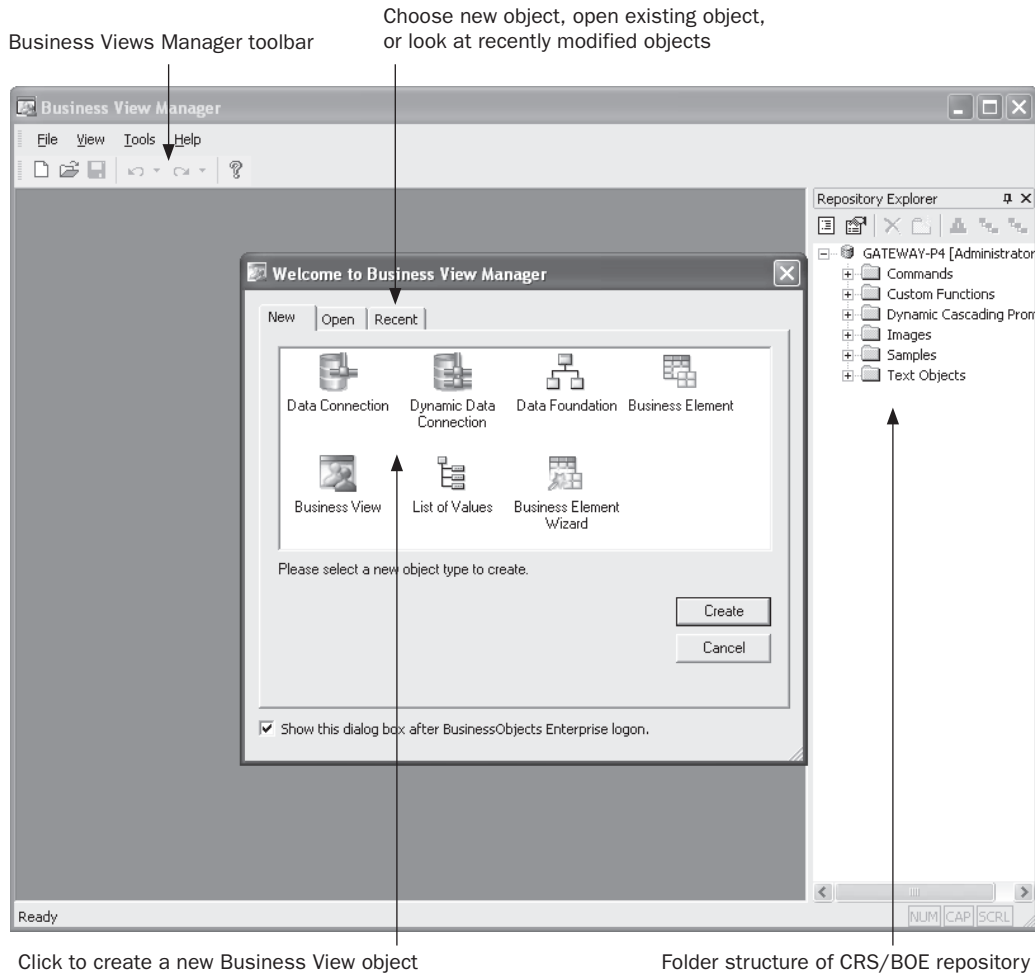 Choose new object, open existing object,
or look at recently modified objects
Business Views Manager toolbar
Business View Manager
File View Tools Help
Repository Explorer
GATEWAY-P4 [Administrator
Commands
Custom Functions
Dynamic Cascading Pron
Images
Samples
Text Objects
Welcome to Business View Manager
New Open Recent
Data Connection
Dynamic Data
Connection
Data Foundation
Business Element
Business View
List of Values
Business Element
Wizard
Please select a new object type to create.
Create
Cancel
Show this dialog box after BusinessObjects Enterprise logon.
Ready
NUM CAP SCRL
Click to create a new Business View object
Folder structure of CRS/BOE repository